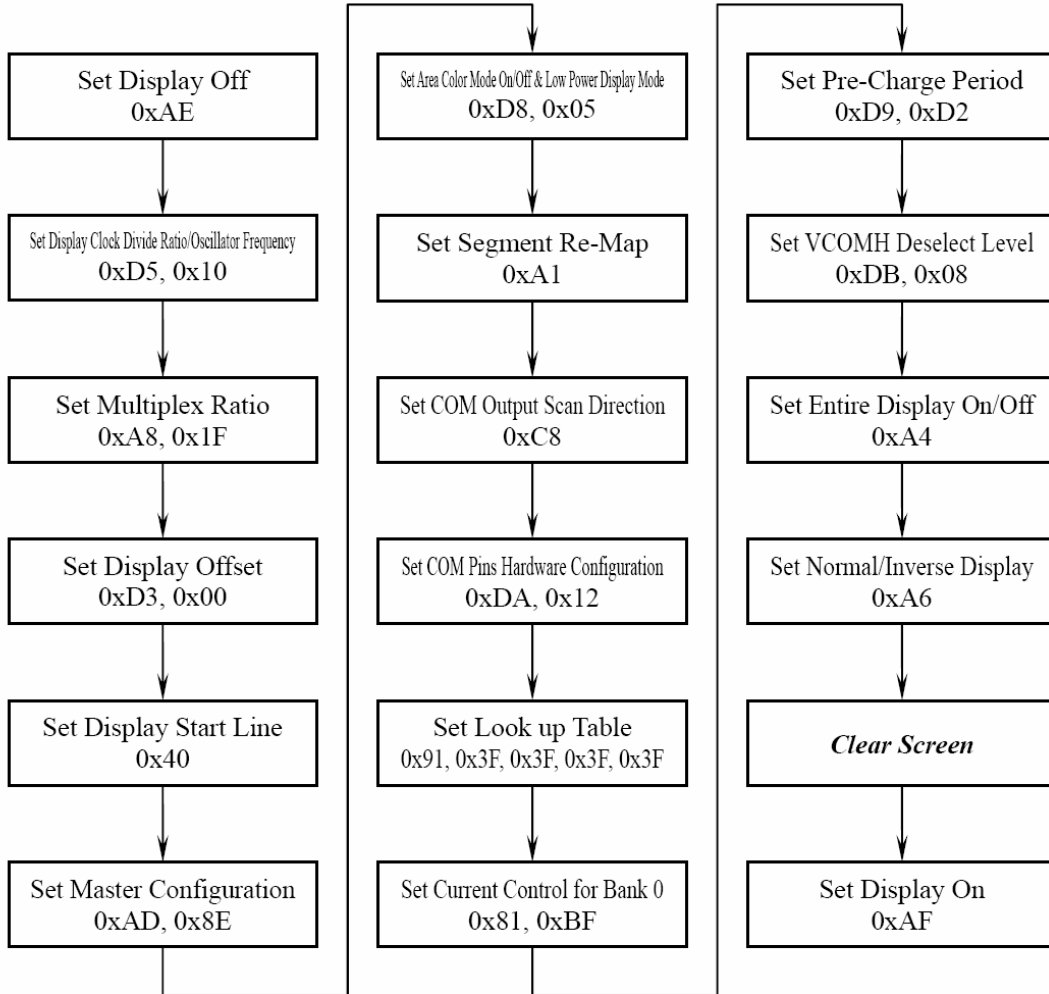 Set Display Off
0xAE
Set Display Clock Divide Ratio/Oscillator Frequency
0xD5, 0x10
Set Multiplex Ratio
0xA8, 0x1F
Set Display Offset
0xD3, 0x00
Set Display Start Line
0x40
Set Master Configuration
0xAD, 0x8E
Set Area Color Mode On/Off & Low Power Display Mode
0xD8, 0x05
Set Segment Re-Map
0xA1
Set COM Output Scan Direction
0xC8
Set COM Pins Hardware Configuration
0xDA, 0x12
Set Look up Table
0x91, 0x3F, 0x3F, 0x3F, 0x3F
Set Current Control for Bank 0
0x81, 0xBF
Set Pre-Charge Period
0xD9, 0xD2
Set VCOMH Deselect Level
0xDB, 0x08
Set Entire Display On/Off
0xA4
Set Normal/Inverse Display
0xA6
Clear Screen
Set Display On
0xAF